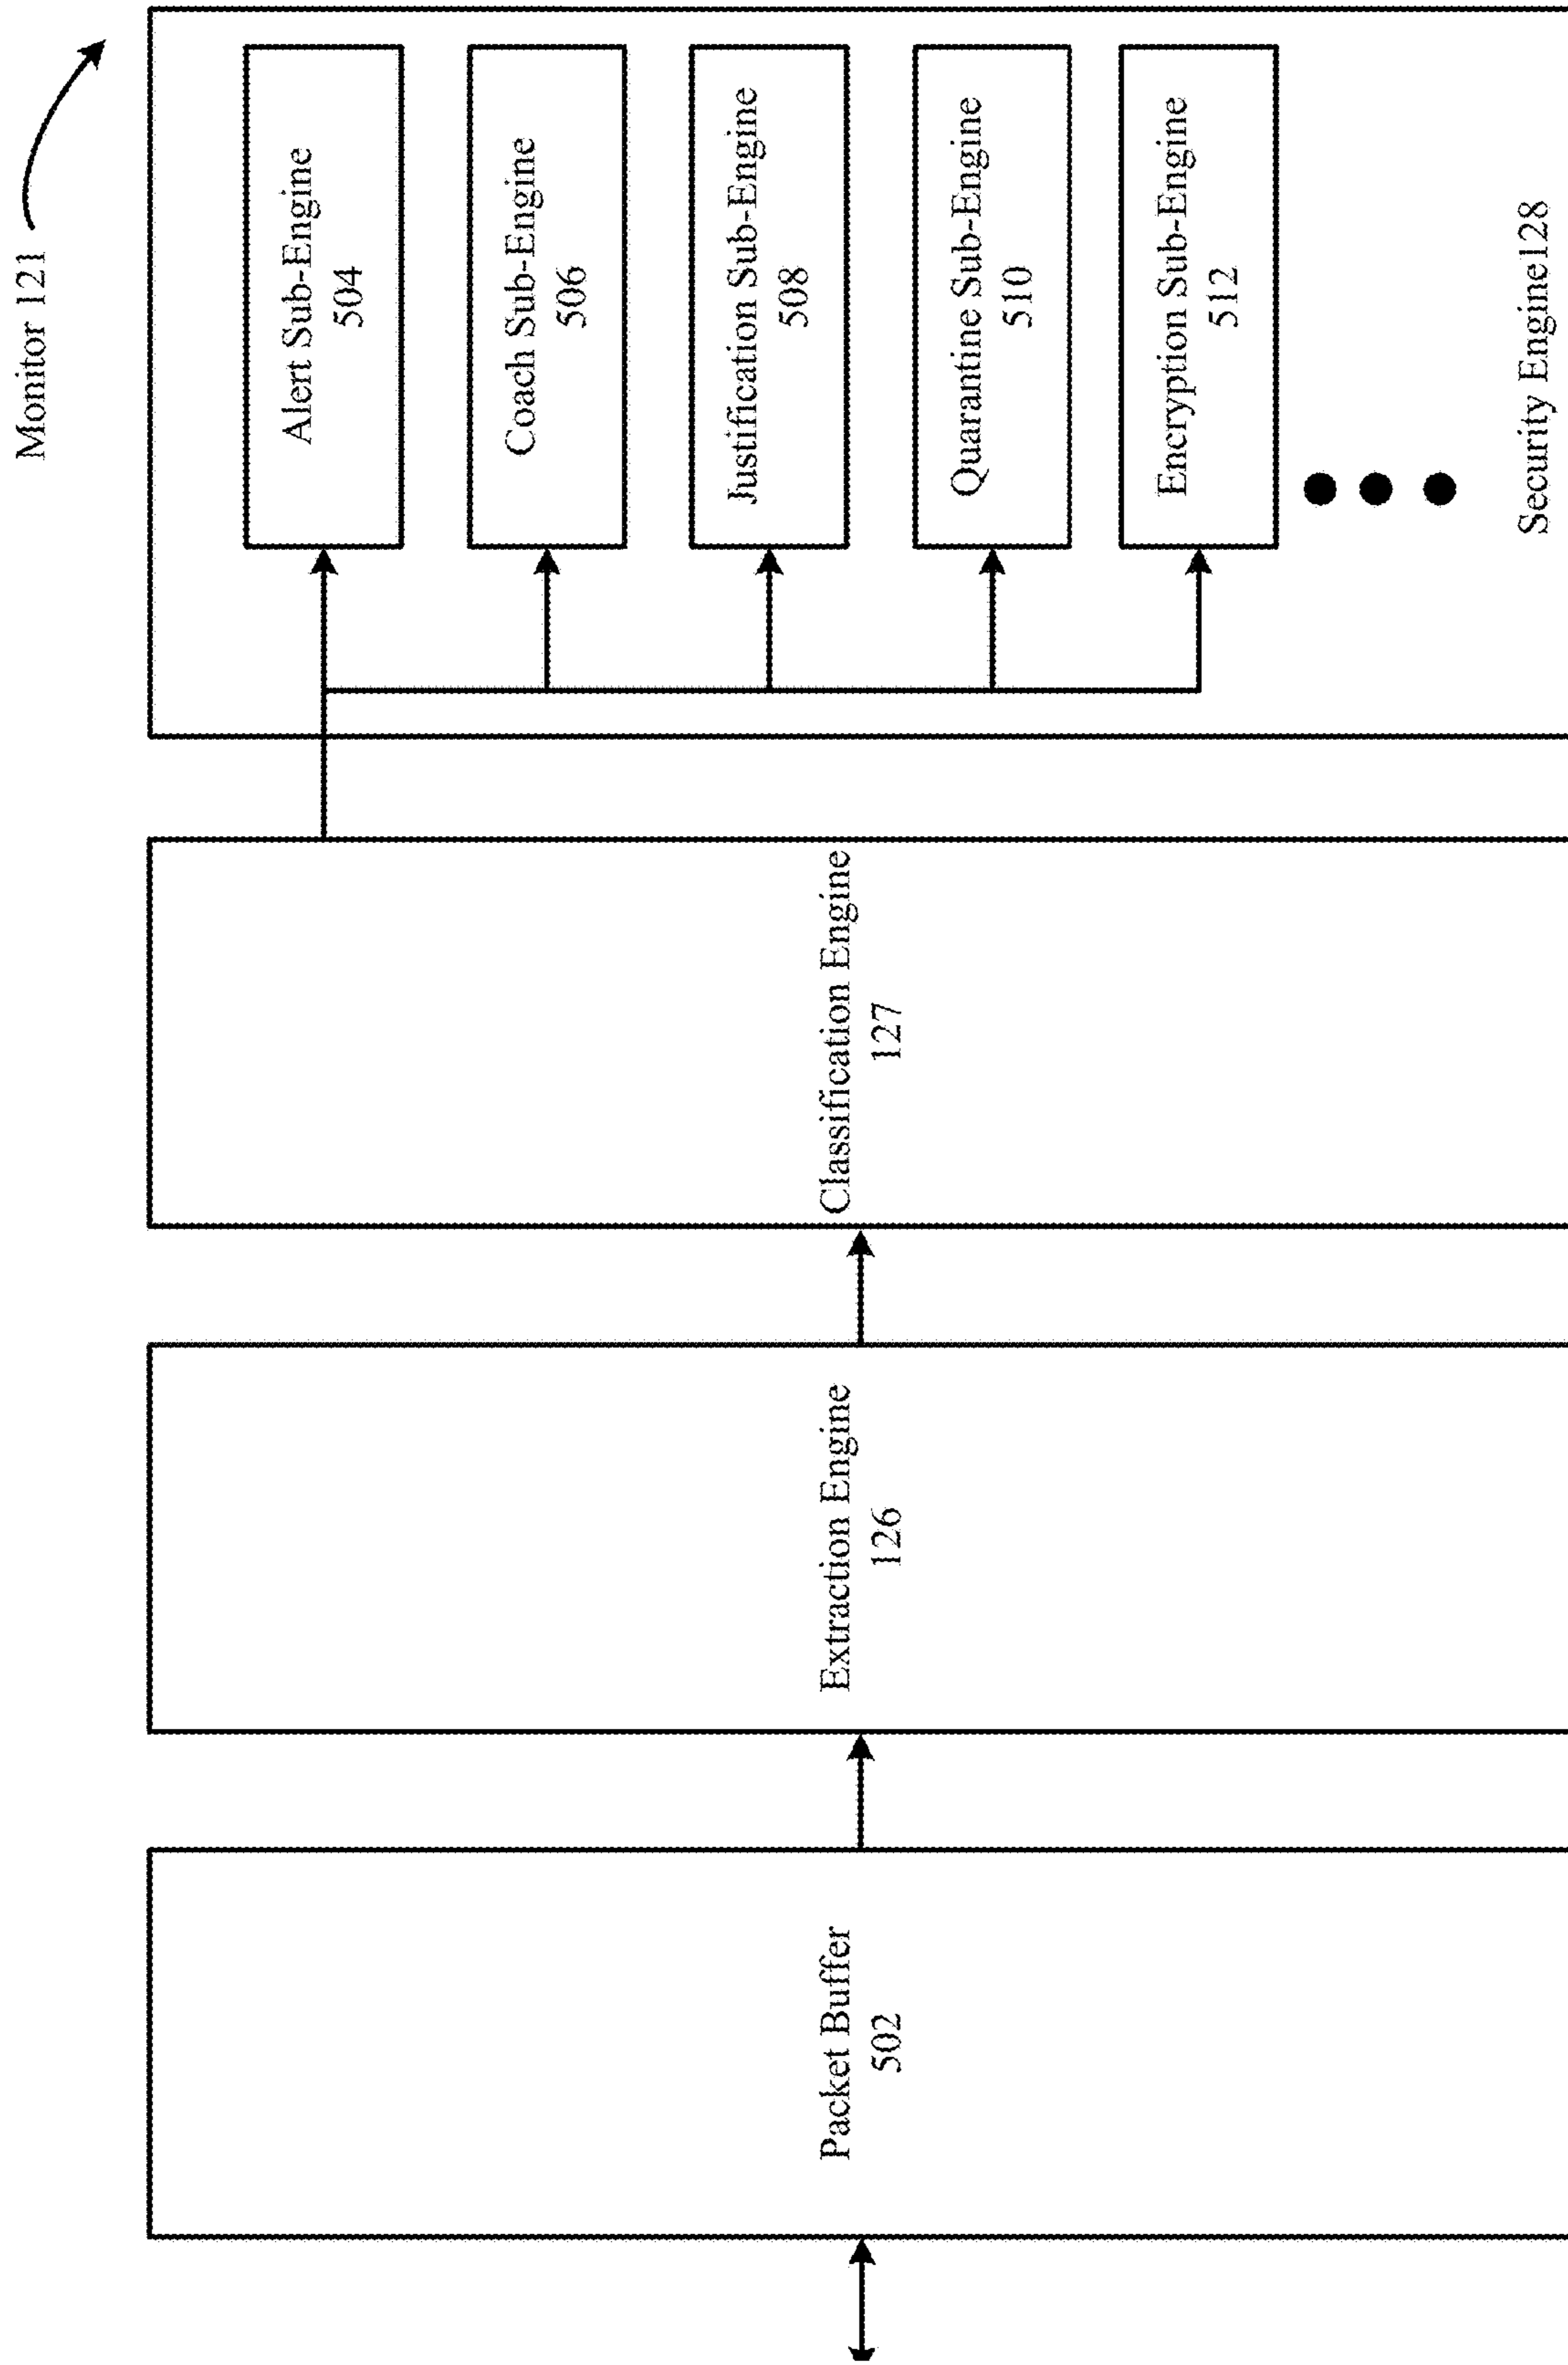 Monitor 121
Packet Buffer
502
Extraction Engine
126
Classification Engine
127
Alert Sub-Engine
504
Coach Sub-Engine
506
Justification Sub-Engine
508
Quarantine Sub-Engine
510
Encryption Sub-Engine
512
Security Engine128